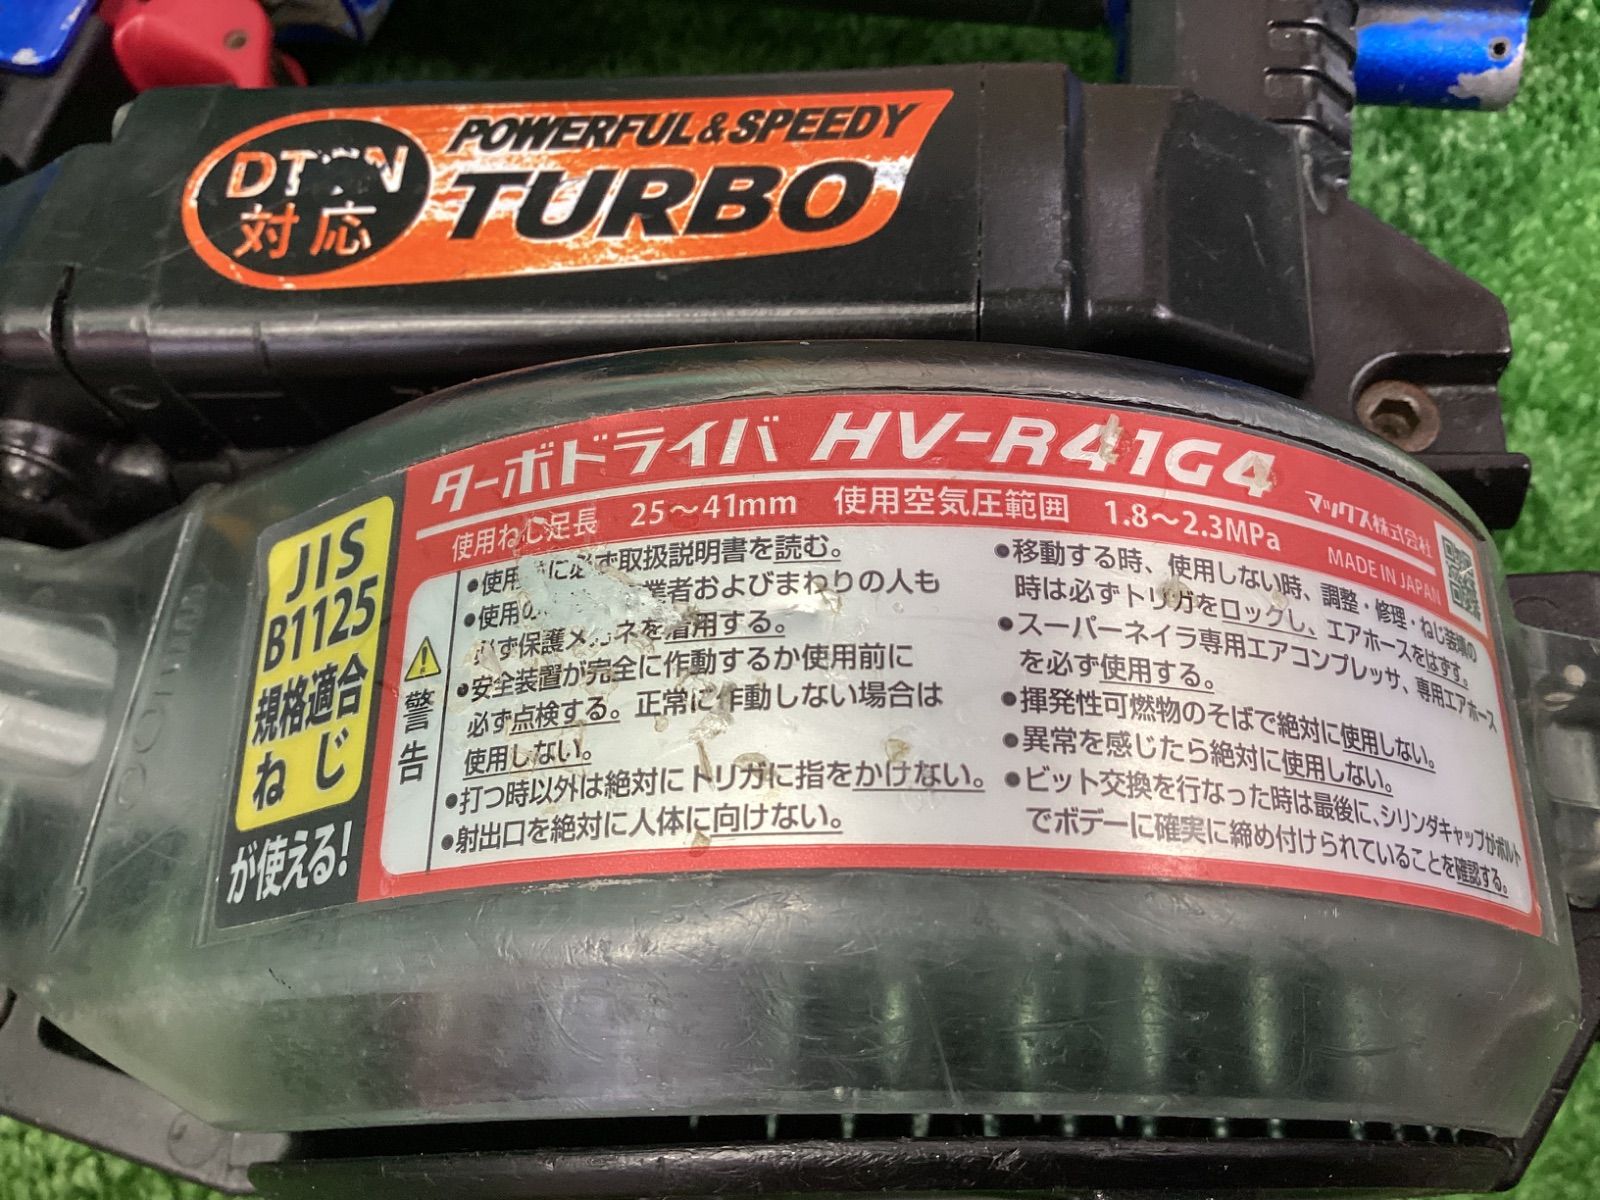 POWERFUL & SPEEDY
TURBO
対応
ターボドライバ HV-R41G4
マックス株式会社
使用ねじ足長 25～41mm 使用空気圧範囲 1.8～2.3MPa
MADE IN JAPAN
JIS
B1125
規格適合
ねじ
が使える!
警告
●使用 に必ず取扱説明書を読む。
●使用 業者およびまわりの人も
必ず保護メ ネを着用する。
●安全装置が完全に作動するか使用前に
必ず点検する。正常に作動しない場合は
使用しない。
●打つ時以外は絶対にトリガに指をかけない。
●射出口を絶対に人体に向けない。
●移動する時、使用しない時、調整・修理・ねじ装填の
時は必ずトリガをロックし、エアホースをはずす。
●スーパーネイラ専用エアコンプレッサ、専用エアホース
を必ず使用する。
●揮発性可燃物のそばで絶対に使用しない。
●異常を感じたら絶対に使用しない。
●ビット交換を行なった時は最後に、シリンダキャップがボルト
でボデーに確実に締め付けられていることを確認する。